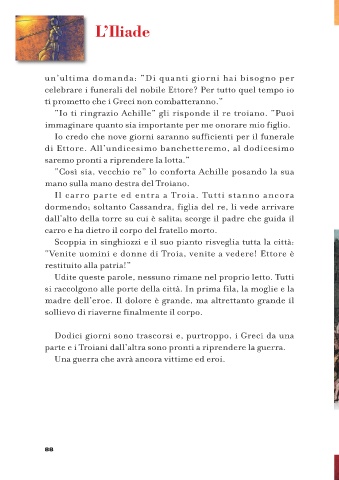 L'Iliade
un'ultima domanda: "Di quanti giorni hai bisogno per
celebrare i funerali del nobile Ettore? Per tutto quel tempo io
ti prometto che i Greci non combatteranno."
"Io ti ringrazio Achille" gli risponde il re troiano. "Puoi
immaginare quanto sia importante per me onorare mio figlio.
Io credo che nove giorni saranno sufficienti per il funerale
di Ettore. All'undicesimo banchetteremo, al dodicesimo
saremo pronti a riprendere la lotta."
"Così sia, vecchio re" lo conforta Achille posando la sua
mano sulla mano destra del Troiano.
Il carro parte ed entra a Troia. Tutti stanno ancora
dormendo; soltanto Cassandra, figlia del re, li vede arrivare
dall'alto della torre su cui è salita: scorge il padre che guida il
carro e ha dietro il corpo del fratello morto.
Scoppia in singhiozzi e il suo pianto risveglia tutta la città:
"Venite uomini e donne di Troia, venite a vedere! Ettore è
restituito alla patria!"
Udite queste parole, nessuno rimane nel proprio letto. Tutti
si raccolgono alle porte della città. In prima fila, la moglie e la
madre dell'eroe. Il dolore è grande, ma altrettanto grande il
sollievo di riaverne finalmente il corpo.
Dodici giorni sono trascorsi e, purtroppo, i Greci da una
parte e i Troiani dall'altra sono pronti a riprendere la guerra.
Una guerra che avrà ancora vittime ed eroi.
88